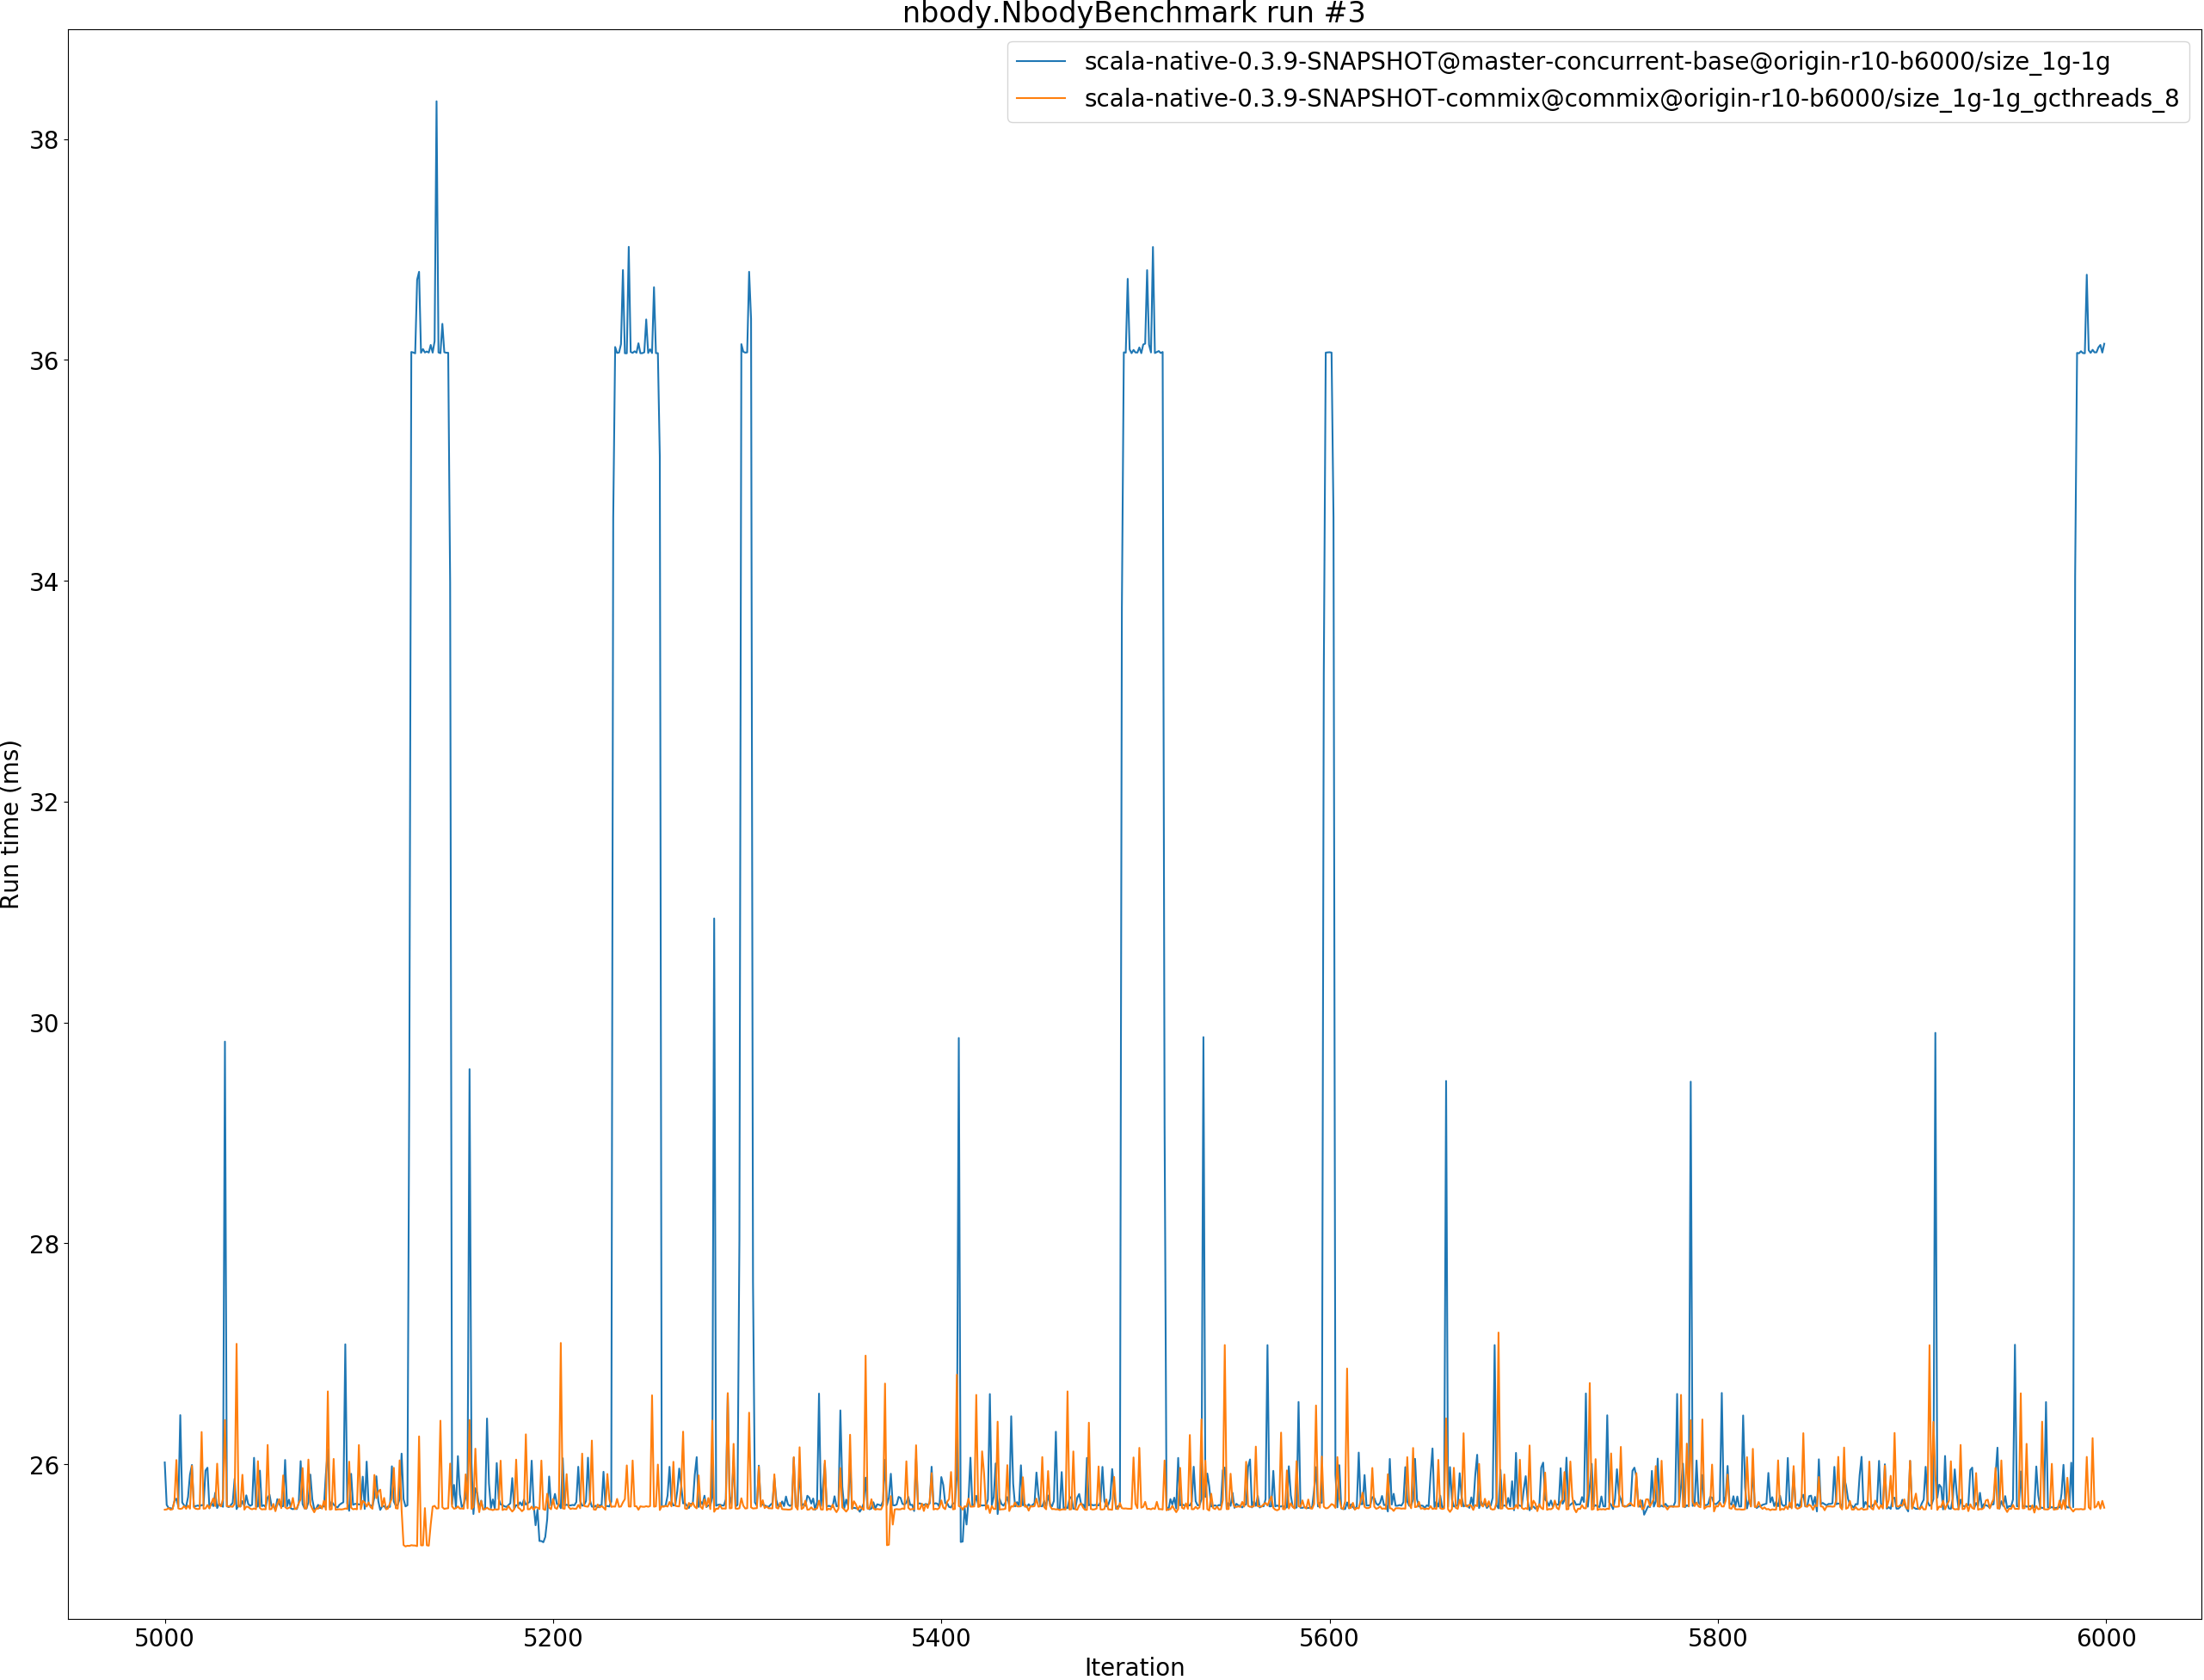 nbody.NbodyBenchmark run #3
scala-native-0.3.9-SNAPSHOT@master-concurrent-base@origin-r10-b6000/size_1g-1g
scala-native-0.3.9-SNAPSHOT-commix@commix@origin-r10-b6000/size_1g-1g_gcthreads_8
Run time (ms)
38
36
34
32
30
28
26
5000 5200 5400 5600 5800 6000
Iteration